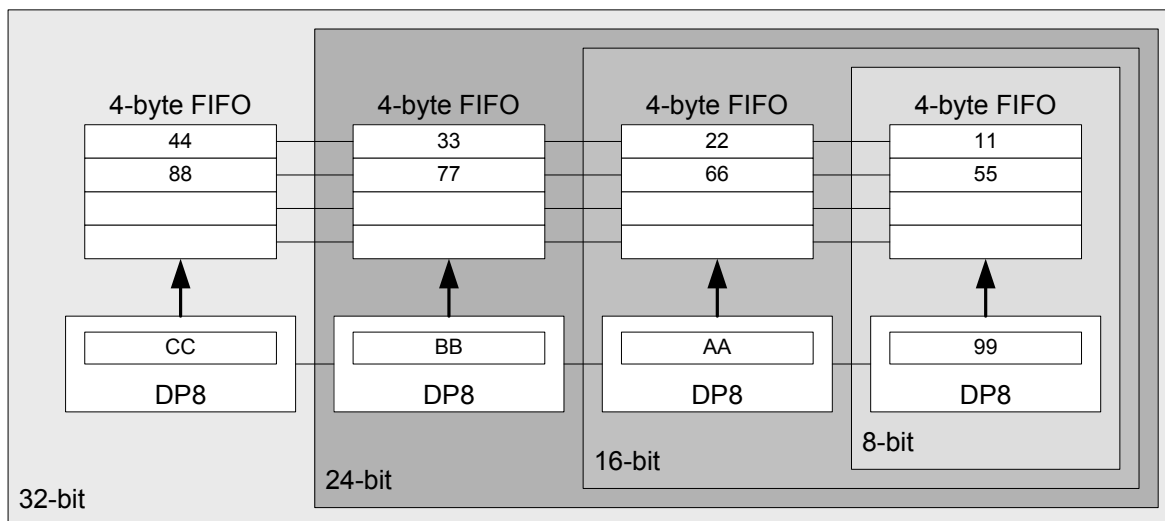 4-byte FIFO 4-byte FIFO 4-byte FIFO 4-byte FIFO
44 33 22 11
88 77 66 55
CC BB AA 99
DP8 DP8 DP8 DP8
8-bit
16-bit
24-bit
32-bit